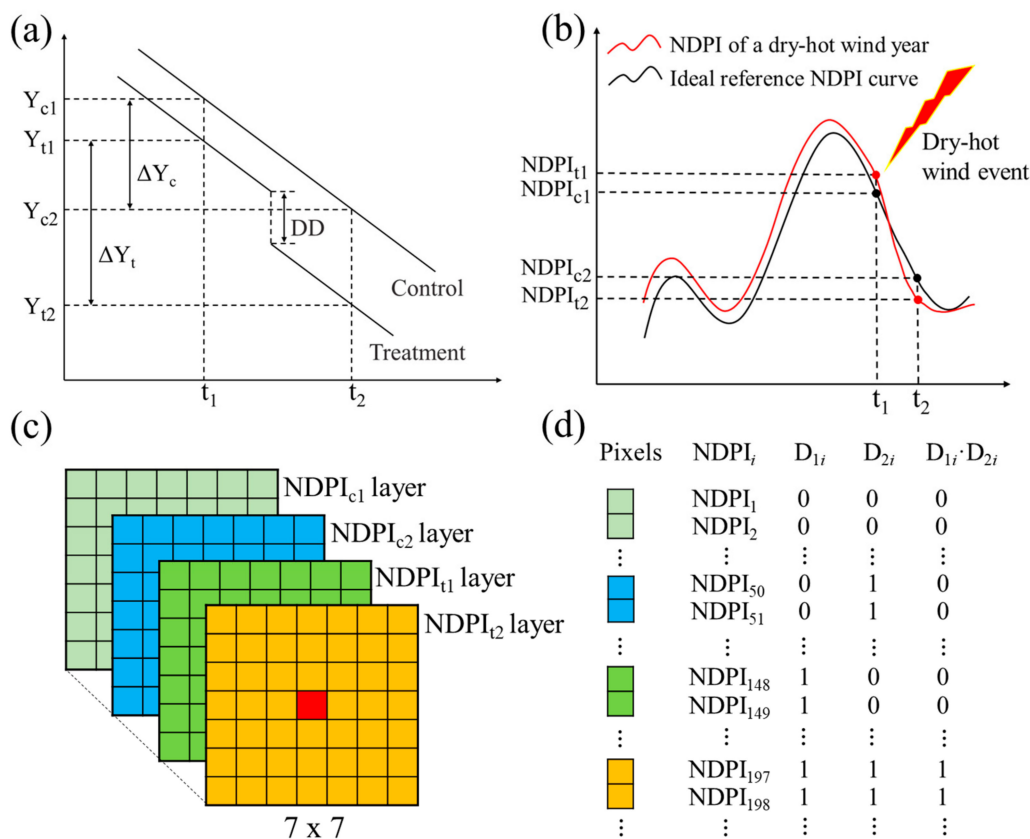 (a)
Y_c1
Y_t1
ΔY_c
Y_c2
DD
ΔY_t
Control
Y_t2
Treatment
t_1
t_2
(b)
NDPI of a dry-hot wind year
Ideal reference NDPI curve
Dry-hot
wind event
NDPI_t1
NDPI_c1
NDPI_c2
NDPI_t2
t_1
t_2
(c)
NDPI_c1 layer
NDPI_c2 layer
NDPI_t1 layer
NDPI_t2 layer
7 x 7
(d)
Pixels NDPI_i D_1i D_2i D_1i·D_2i
NDPI_1 0 0 0
NDPI_2 0 0 0
⋮ ⋮ ⋮ ⋮ ⋮
NDPI_50 0 1 0
NDPI_51 0 1 0
⋮ ⋮ ⋮ ⋮ ⋮
NDPI_148 1 0 0
NDPI_149 1 0 0
⋮ ⋮ ⋮ ⋮ ⋮
NDPI_197 1 1 1
NDPI_198 1 1 1
⋮ ⋮ ⋮ ⋮ ⋮